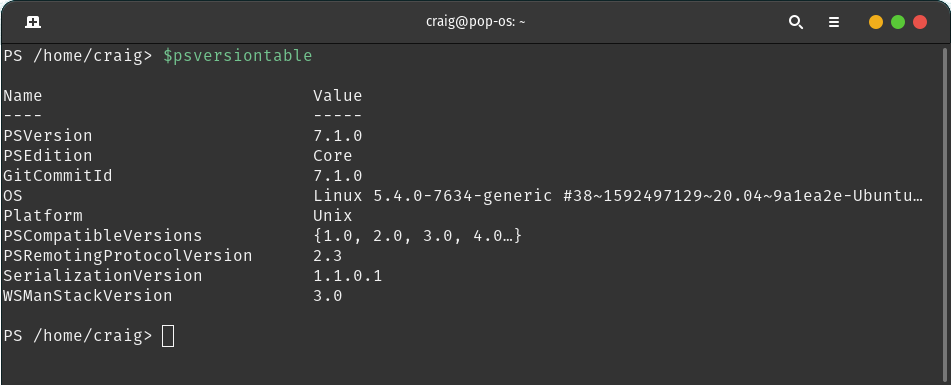 craig@pop-os: ~
PS /home/craig> $psversiontable
Name Value
---- -----
PSVersion 7.1.0
PSEdition Core
GitCommitId 7.1.0
OS Linux 5.4.0-7634-generic #38~1592497129~20.04~9a1ea2e-Ubuntu…
Platform Unix
PSCompatibleVersions {1.0, 2.0, 3.0, 4.0…}
PSRemotingProtocolVersion 2.3
SerializationVersion 1.1.0.1
WSManStackVersion 3.0
PS /home/craig>